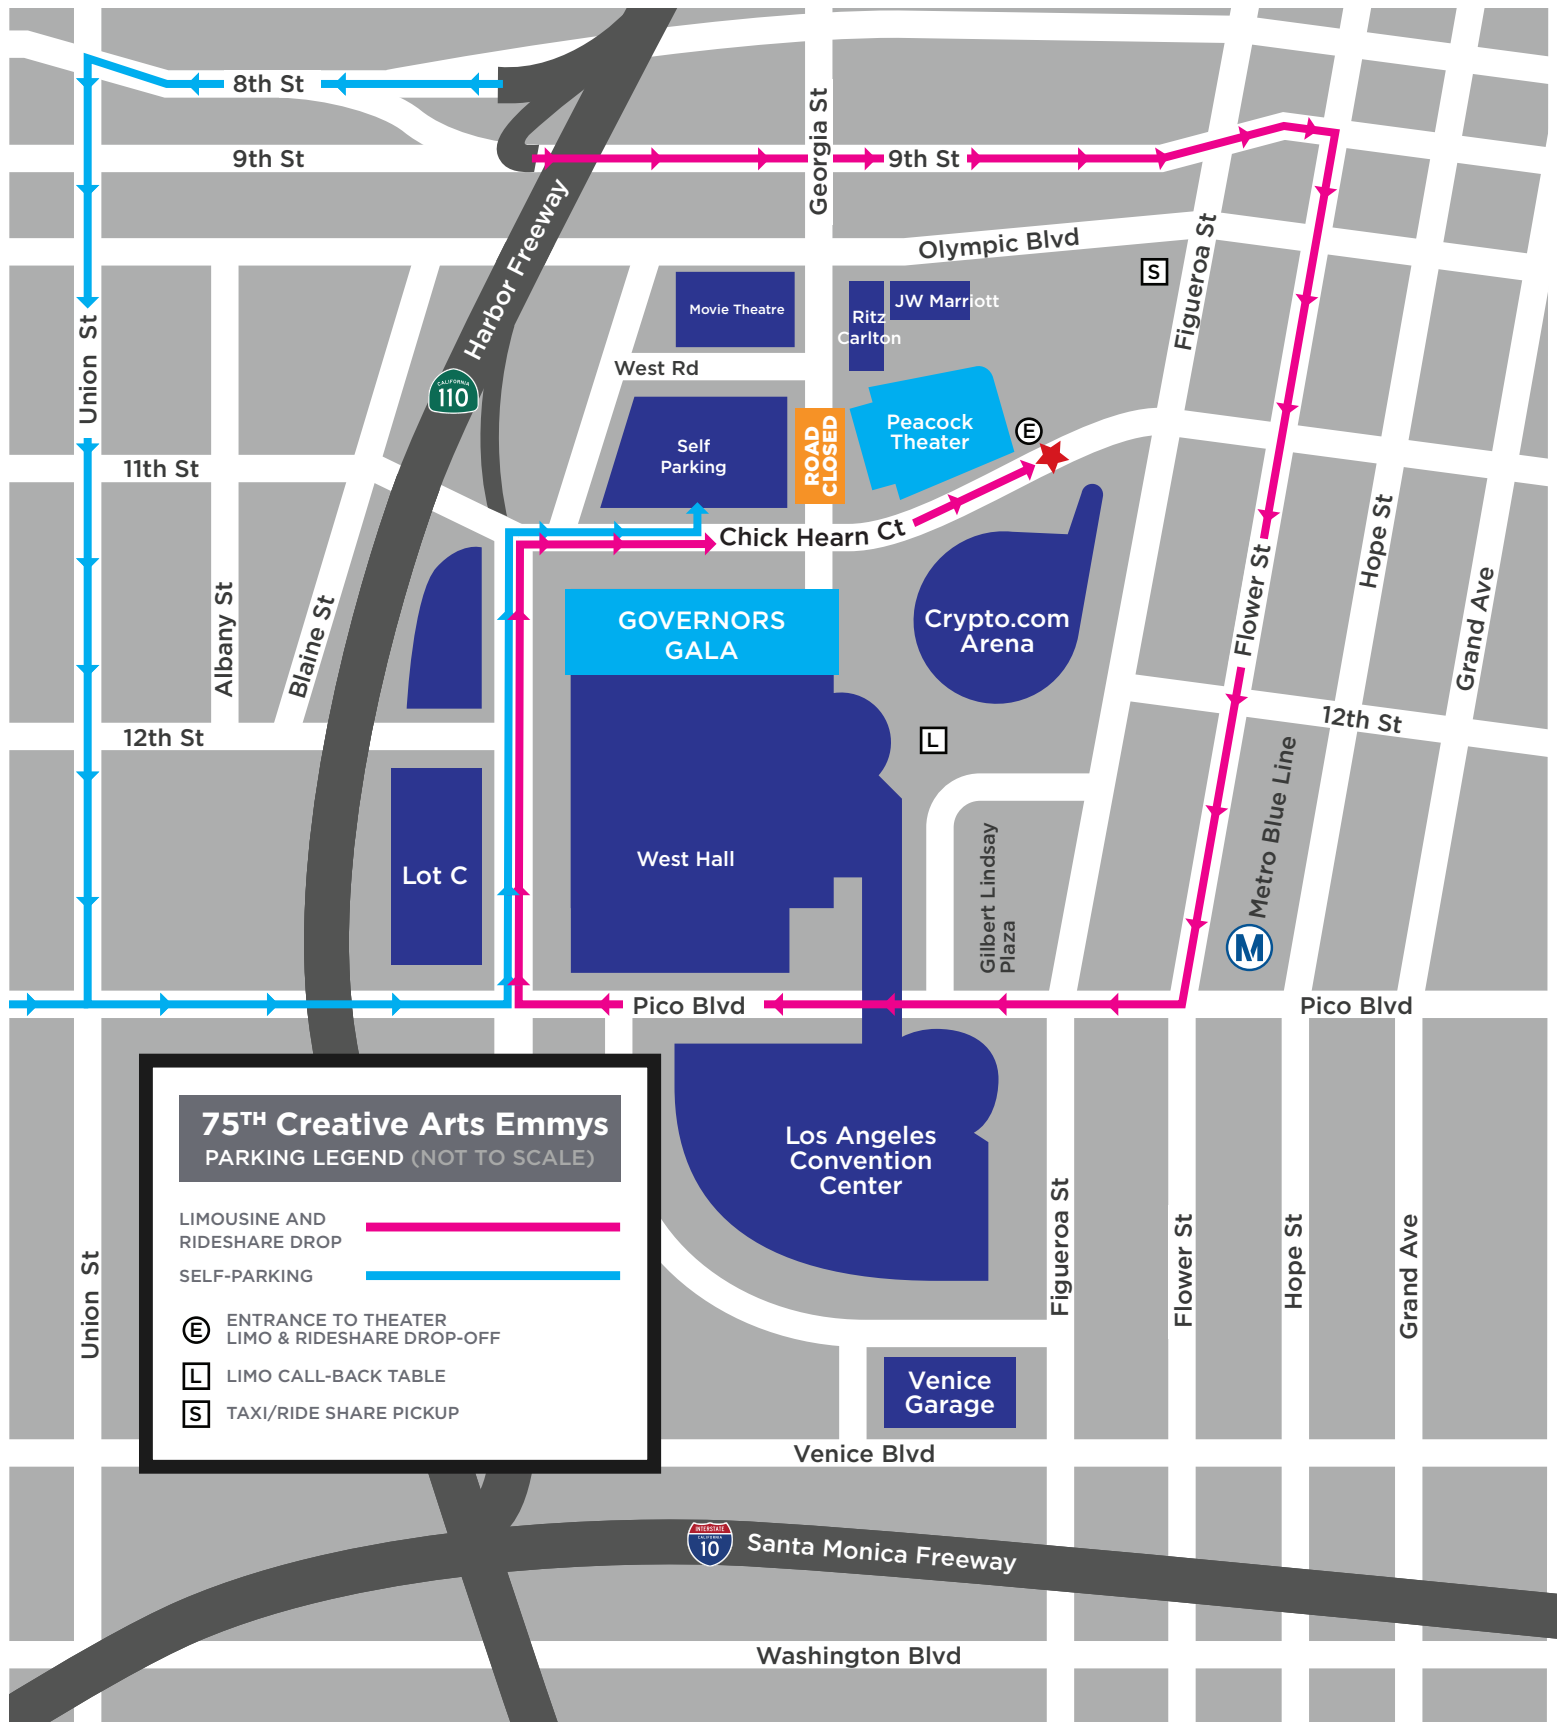 8th St
9th St
Georgia St
9th St
Harbor Freeway
Olympic Blvd
Figueroa St
S
Movie Theatre
JW Marriott
Ritz
Carlton
Union St
CALIFORNIA
110
West Rd
Self
Parking
ROAD
CLOSED
Peacock
Theater
E
11th St
Chick Hearn Ct
Hope St
Flower St
Grand Ave
Albany St
Blaine St
GOVERNORS
GALA
Crypto.com
Arena
12th St
L
12th St
Metro Blue Line
M
Lot C
West Hall
Gilbert Lindsay
Plaza
Pico Blvd
Pico Blvd
75TH Creative Arts Emmys
PARKING LEGEND (NOT TO SCALE)
LIMOUSINE AND
RIDESHARE DROP
SELF-PARKING
E ENTRANCE TO THEATER
LIMO & RIDESHARE DROP-OFF
L LIMO CALL-BACK TABLE
S TAXI/RIDE SHARE PICKUP
Los Angeles
Convention
Center
Union St
Figueroa St
Flower St
Hope St
Grand Ave
Venice
Garage
Venice Blvd
INTERSTATE
CALIFORNIA
10
Santa Monica Freeway
Washington Blvd